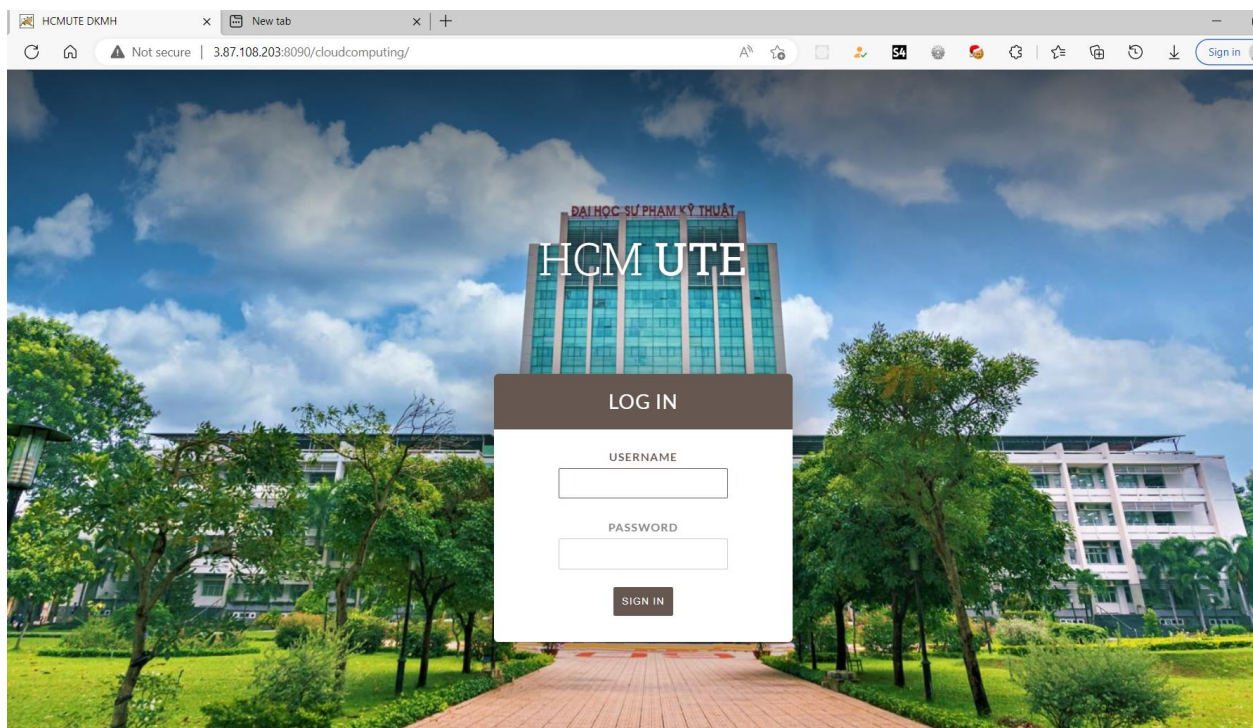 HCMUTE DKMH
New tab
Not secure | 3.87.108.203:8090/cloudcomputing/
Sign in
ĐẠI HỌC SƯ PHẠM KỸ THUẬT
HCM UTE
LOG IN
USERNAME
PASSWORD
SIGN IN